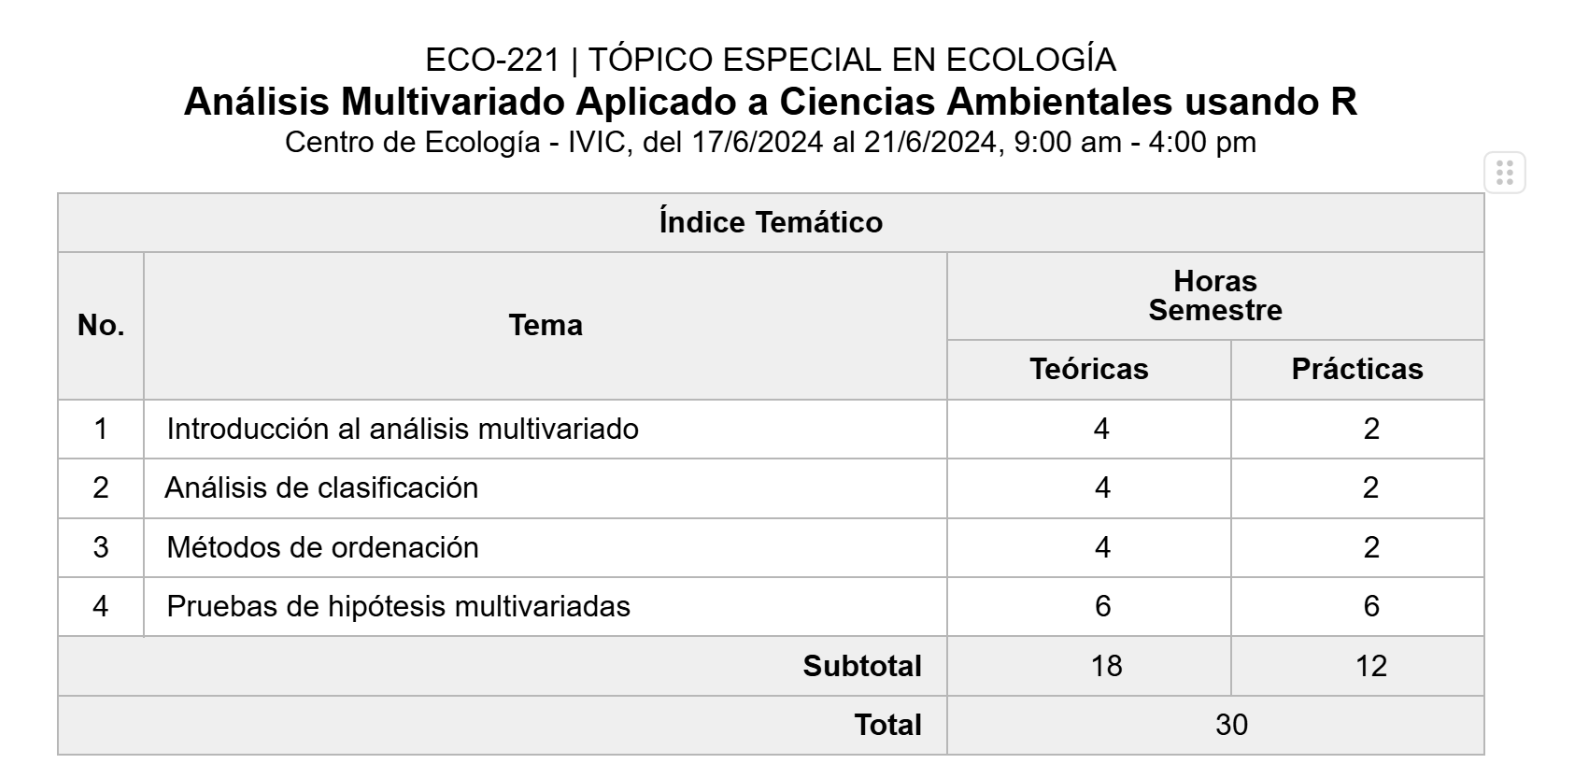 ECO-221 | TÓPICO ESPECIAL EN ECOLOGÍA
Análisis Multivariado Aplicado a Ciencias Ambientales usando R
Centro de Ecología - IVIC, del 17/6/2024 al 21/6/2024, 9:00 am - 4:00 pm
Índice Temático
No. Tema Horas
Semestre
Teóricas Prácticas
1 Introducción al análisis multivariado 4 2
2 Análisis de clasificación 4 2
3 Métodos de ordenación 4 2
4 Pruebas de hipótesis multivariadas 6 6
Subtotal 18 12
Total 30